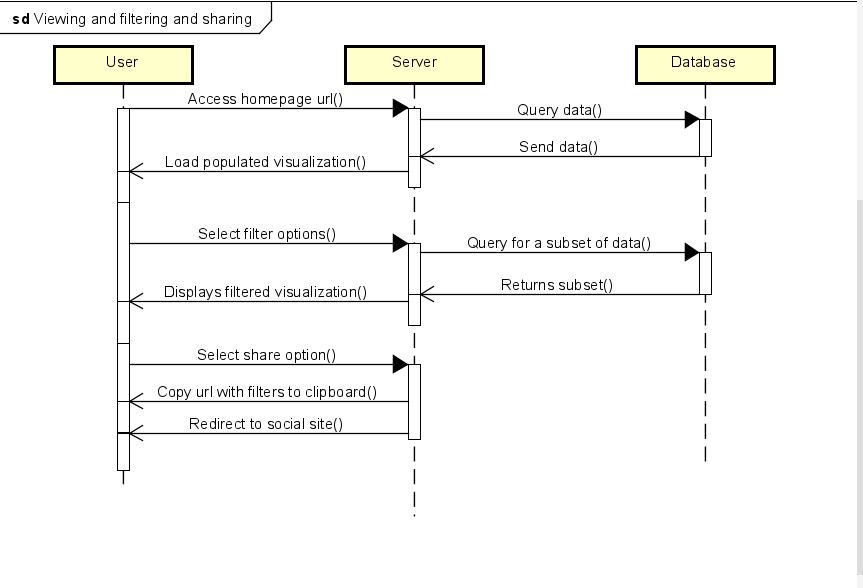 sd Viewing and filtering and sharing
User
Server
Database
Access homepage url()
Query data()
Send data()
Load populated visualization()
Select filter options()
Query for a subset of data()
Returns subset()
Displays filtered visualization()
Select share option()
Copy url with filters to clipboard()
Redirect to social site()